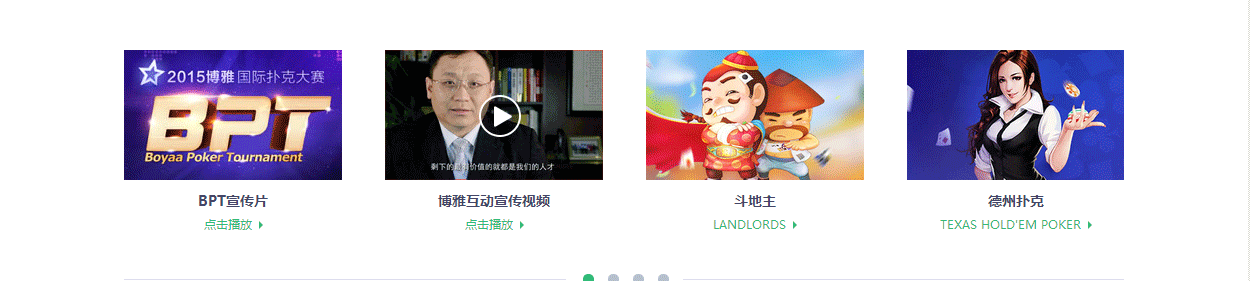 2015博雅国际扑克大赛
BPT
Boyaa Poker Tournament
剩下的最有价值的就都是我们的人才
BPT宣传片
博雅互动宣传视频
斗地主
德州扑克
点击播放
点击播放
LANDLORDS
TEXAS HOLD'EM POKER